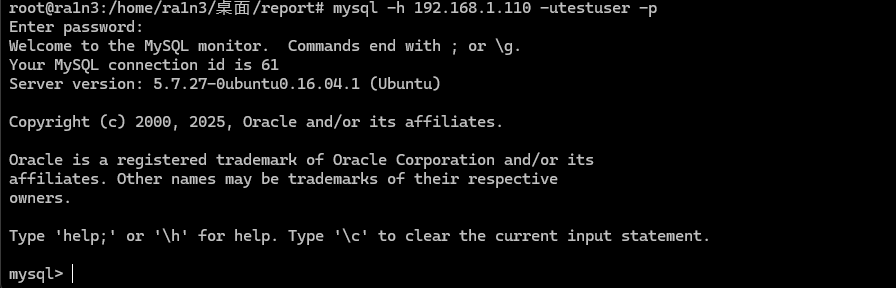 root@ra1n3:/home/ra1n3/桌面/report# mysql -h 192.168.1.110 -utestuser -p
Enter password:
Welcome to the MySQL monitor.  Commands end with ; or \g.
Your MySQL connection id is 61
Server version: 5.7.27-0ubuntu0.16.04.1 (Ubuntu)
Copyright (c) 2000, 2025, Oracle and/or its affiliates.
Oracle is a registered trademark of Oracle Corporation and/or its
affiliates. Other names may be trademarks of their respective
owners.
Type 'help;' or '\h' for help. Type '\c' to clear the current input statement.
mysql>